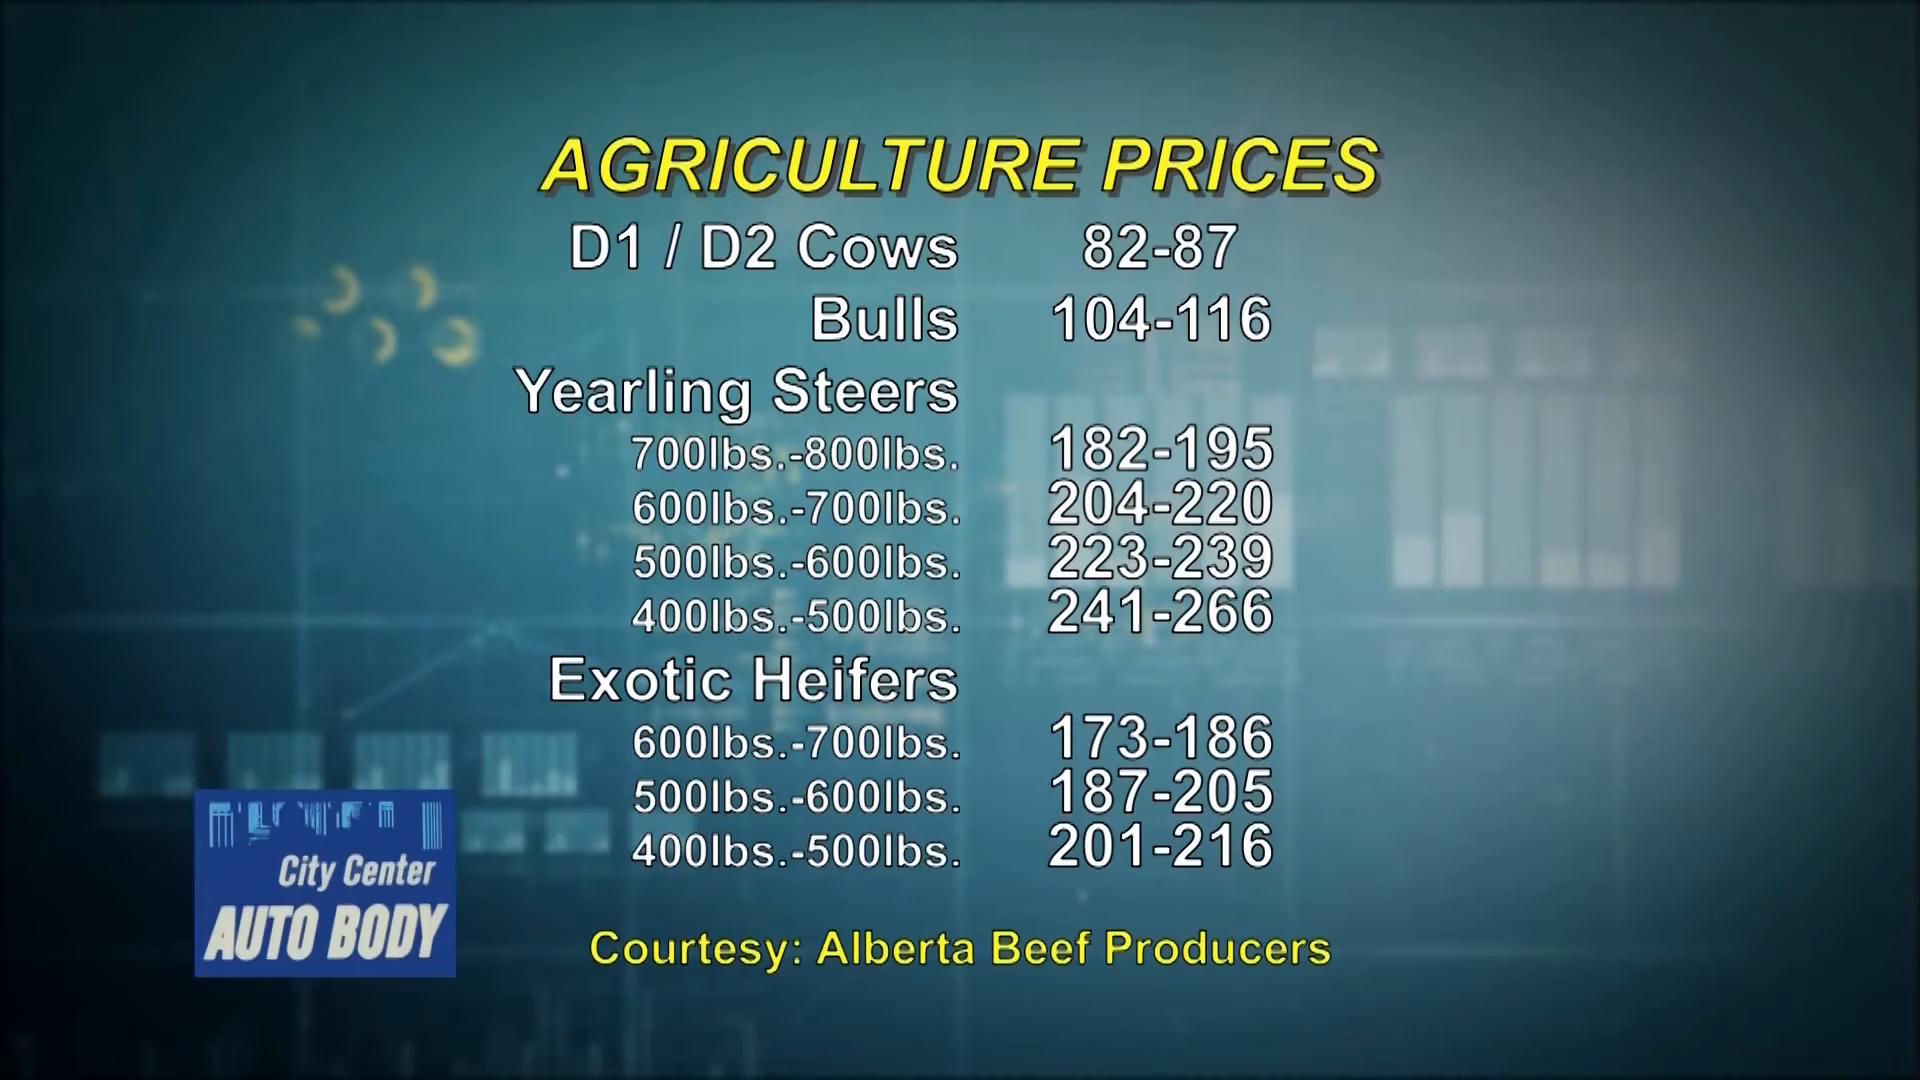 AGRICULTURE PRICES
D1 / D2 Cows 82-87
Bulls 104-116
Yearling Steers
700lbs.-800lbs. 182-195
600lbs.-700lbs. 204-220
500lbs.-600lbs. 223-239
400lbs.-500lbs. 241-266
Exotic Heifers
600lbs.-700lbs. 173-186
500lbs.-600lbs. 187-205
400lbs.-500lbs. 201-216
City Center
AUTO BODY
Courtesy: Alberta Beef Producers